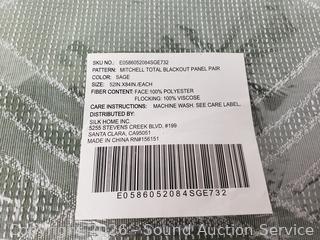 SKU NO.: E0586052084SGE732
PATTERN: MITCHELL TOTAL BLACKOUT PANEL PAIR
COLOR: SAGE
SIZE: 52IN.X84IN./EACH
FIBER CONTENT: FACE:100% POLYESTER
FLOCKING: 100% VISCOSE
CARE INSTRUCTIONS: MACHINE WASH. SEE CARE LABEL.
DISTRIBUTED BY:
SILK HOME INC.
5255 STEVENS CREEK BLVD., #199
SANTA CLARA, CA95051
MADE IN CHINA RN#156151
E0586052084SGE732
Sound Auction Service